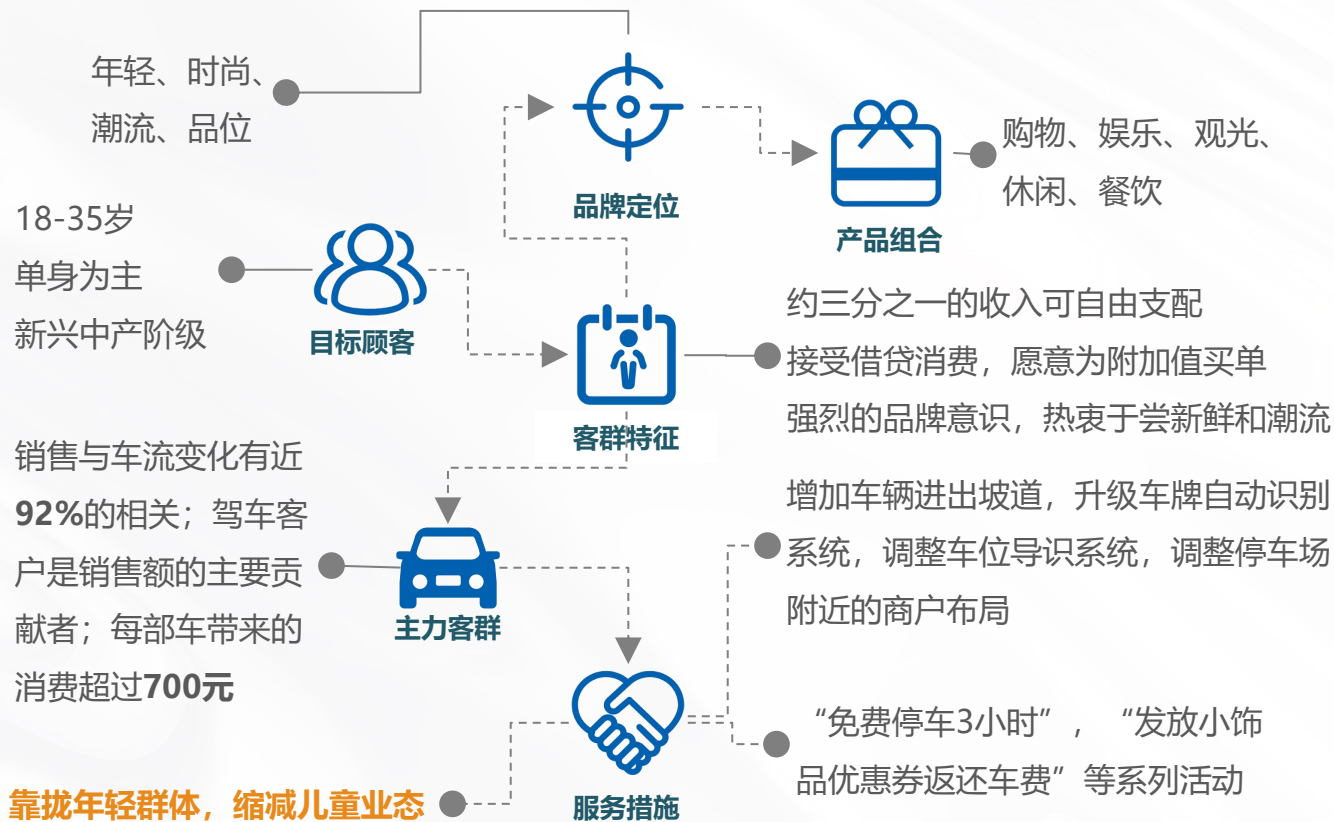 年轻、时尚、
潮流、品位
品牌定位
购物、娱乐、观光、
休闲、餐饮
产品组合
18-35岁
单身为主
新兴中产阶级
目标顾客
约三分之一的收入可自由支配
接受借贷消费，愿意为附加值买单
强烈的品牌意识，热衷于尝新鲜和潮流
客群特征
销售与车流变化有近
92%的相关；驾车客
户是销售额的主要贡
献者；每部车带来的
消费超过700元
主力客群
增加车辆进出坡道，升级车牌自动识别
系统，调整车位导识系统，调整停车场
附近的商户布局
“免费停车3小时”，“发放小饰
品优惠券返还车费”等系列活动
服务措施
靠拢年轻群体，缩减儿童业态